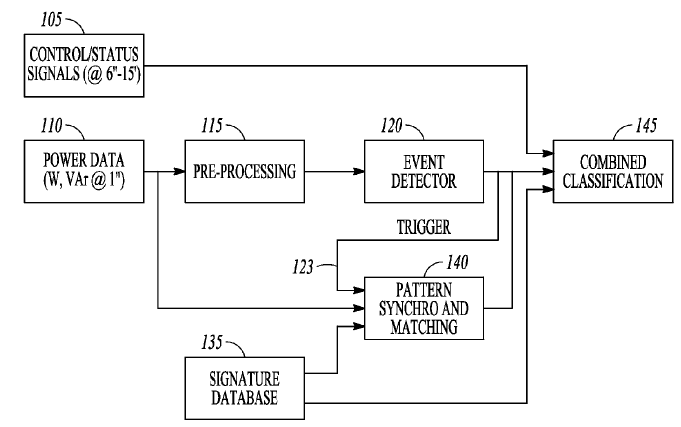 105
CONTROL/STATUS
SIGNALS (@ 6"-15')
110
POWER DATA
(W, VAr @ 1")
115
PRE-PROCESSING
120
EVENT
DETECTOR
145
COMBINED
CLASSIFICATION
TRIGGER
123
140
PATTERN
SYNCHRO AND
MATCHING
135
SIGNATURE
DATABASE